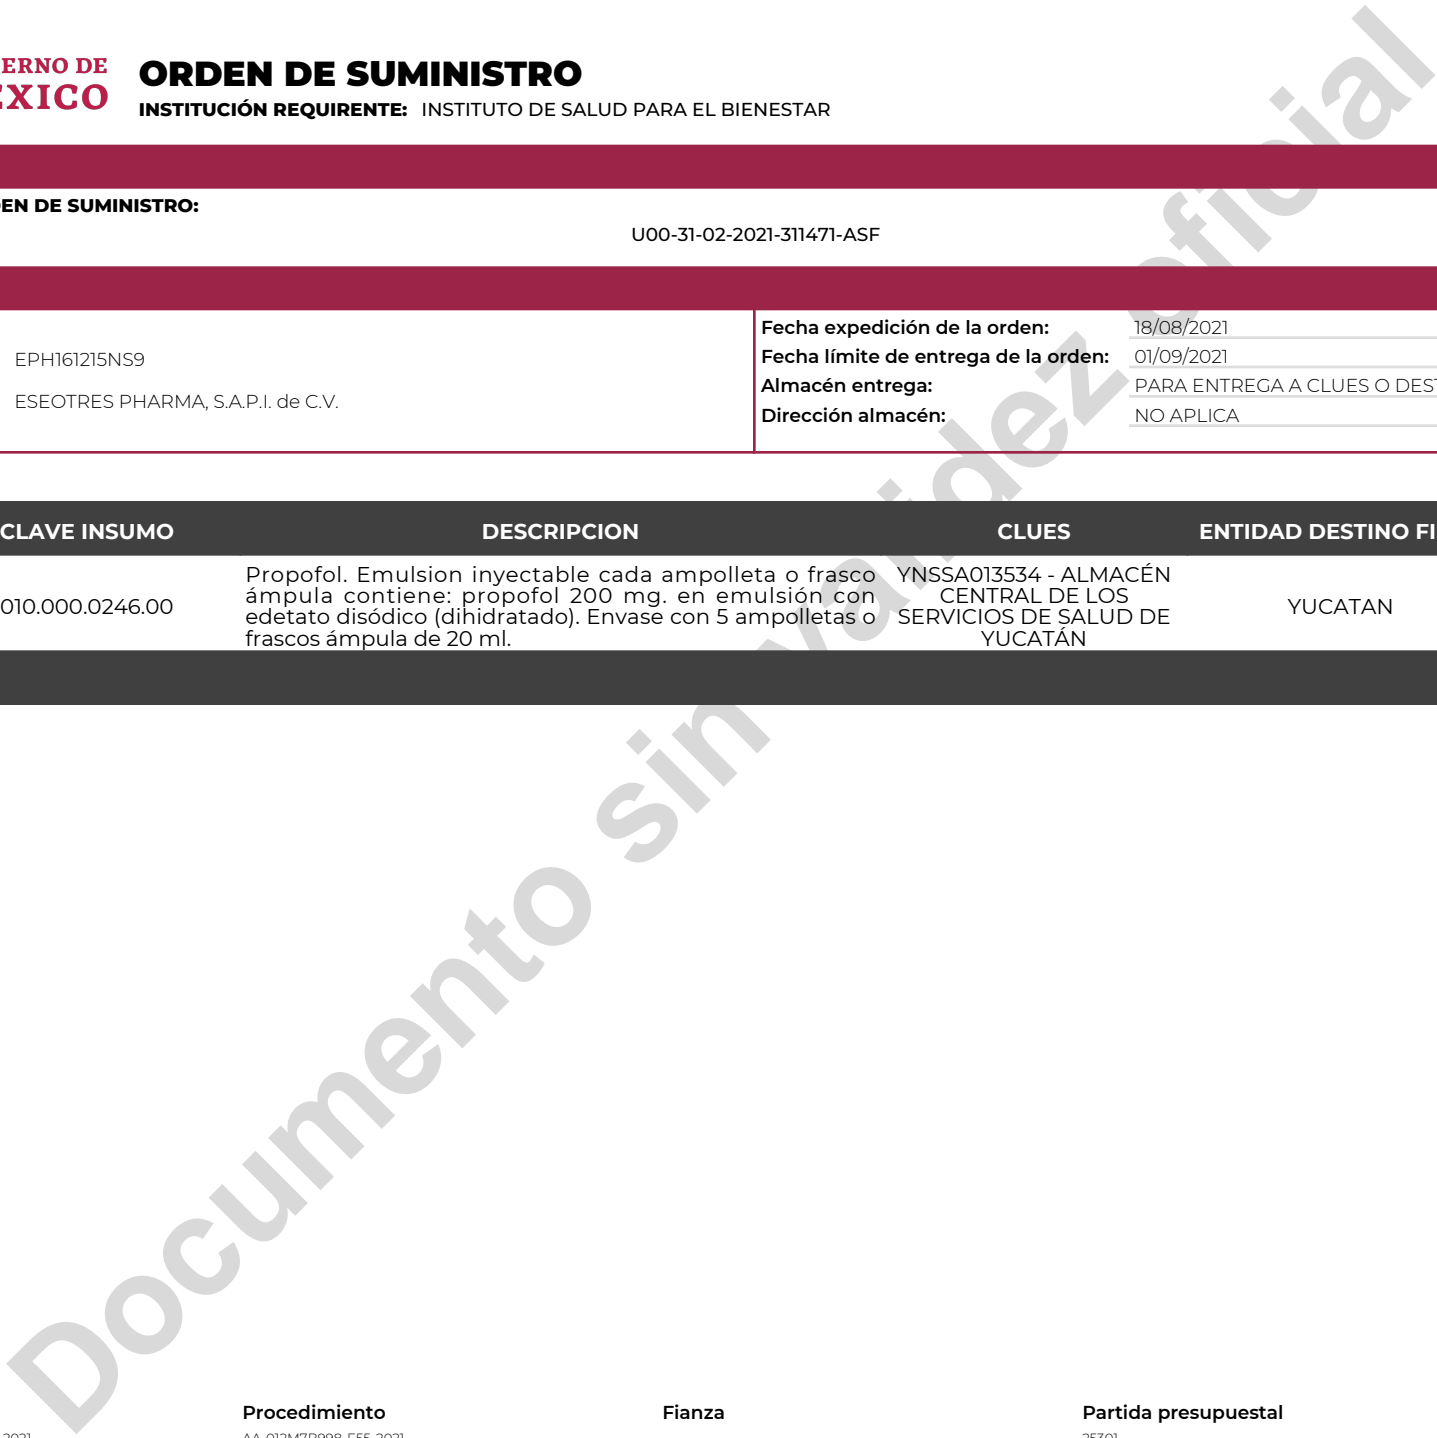 ERNO DE
EXICO
ORDEN DE SUMINISTRO
INSTITUCIÓN REQUIRENTE: INSTITUTO DE SALUD PARA EL BIENESTAR
EN DE SUMINISTRO:
U00-31-02-2021-311471-ASF
EPH161215NS9
ESEOTRES PHARMA, S.A.P.I. de C.V.
Fecha expedición de la orden: 18/08/2021
Fecha límite de entrega de la orden: 01/09/2021
Almacén entrega: PARA ENTREGA A CLUES O DEST
Dirección almacén: NO APLICA
CLAVE INSUMO DESCRIPCION CLUES ENTIDAD DESTINO FI
010.000.0246.00
Propofol. Emulsion inyectable cada ampolleta o frasco
ámpula contiene: propofol 200 mg. en emulsión con
edetato disódico (dihidratado). Envase con 5 ampolletas o
frascos ámpula de 20 ml.
YNSSA013534 - ALMACÉN
CENTRAL DE LOS
SERVICIOS DE SALUD DE
YUCATÁN
YUCATAN
Documento sin validez oficial
Procedimiento Fianza Partida presupuestal